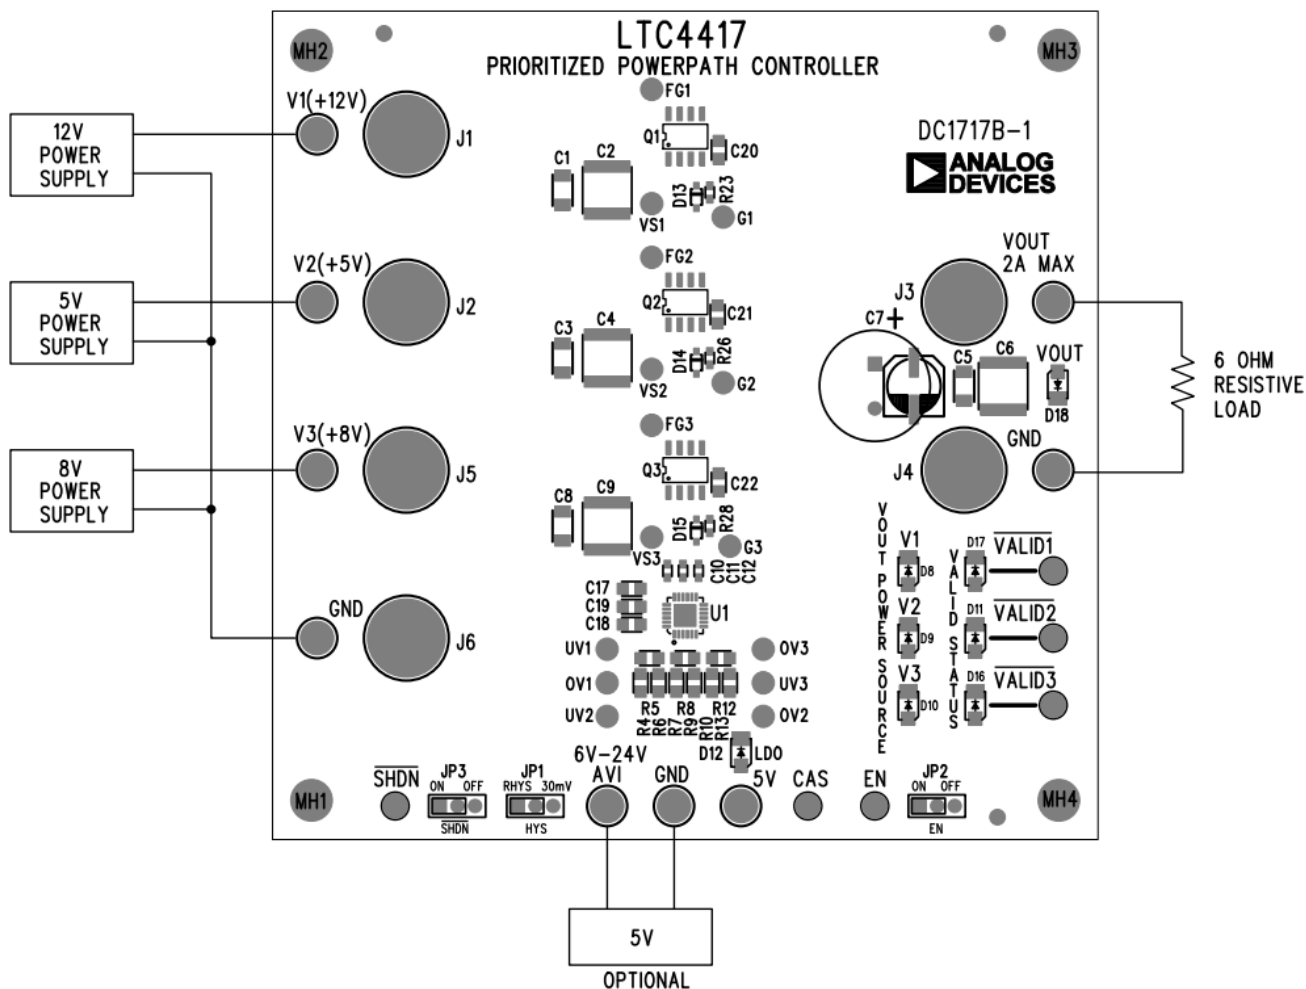 LTC4417
PRIORITIZED POWERPATH CONTROLLER
MH2
MH3
FG1
V1(+12V)
J1
12V
POWER
SUPPLY
Q1
C20
C1
C2
D13
R23
VS1
G1
DC1717B-1
ANALOG
DEVICES
V2(+5V)
J2
5V
POWER
SUPPLY
FG2
Q2
C21
C3
C4
D14
R26
VS2
G2
VOUT
2A MAX
J3
C7
+
C5
C6
VOUT
D18
6 OHM
RESISTIVE
LOAD
V3(+8V)
J5
8V
POWER
SUPPLY
FG3
Q3
C22
C8
C9
D15
R28
VS3
G3
C10
C11
C12
GND
J4
GND
J6
C17
C19
C18
U1
UV1
OV1
UV2
OV3
UV3
OV2
R5
R8
R12
R4
R6
R7
R9
R10
R13
D12
LDO
VOUT POWER SOURCE
V1
D8
V2
D9
V3
D10
VALID STATUS
D17
VALID1
D11
VALID2
D16
VALID3
MH1
SHDN
JP3
ON OFF
SHDN
JP1
RHYS 30mV
HYS
6V-24V
AVI
GND
5V
CAS
EN
JP2
ON OFF
EN
MH4
5V
OPTIONAL